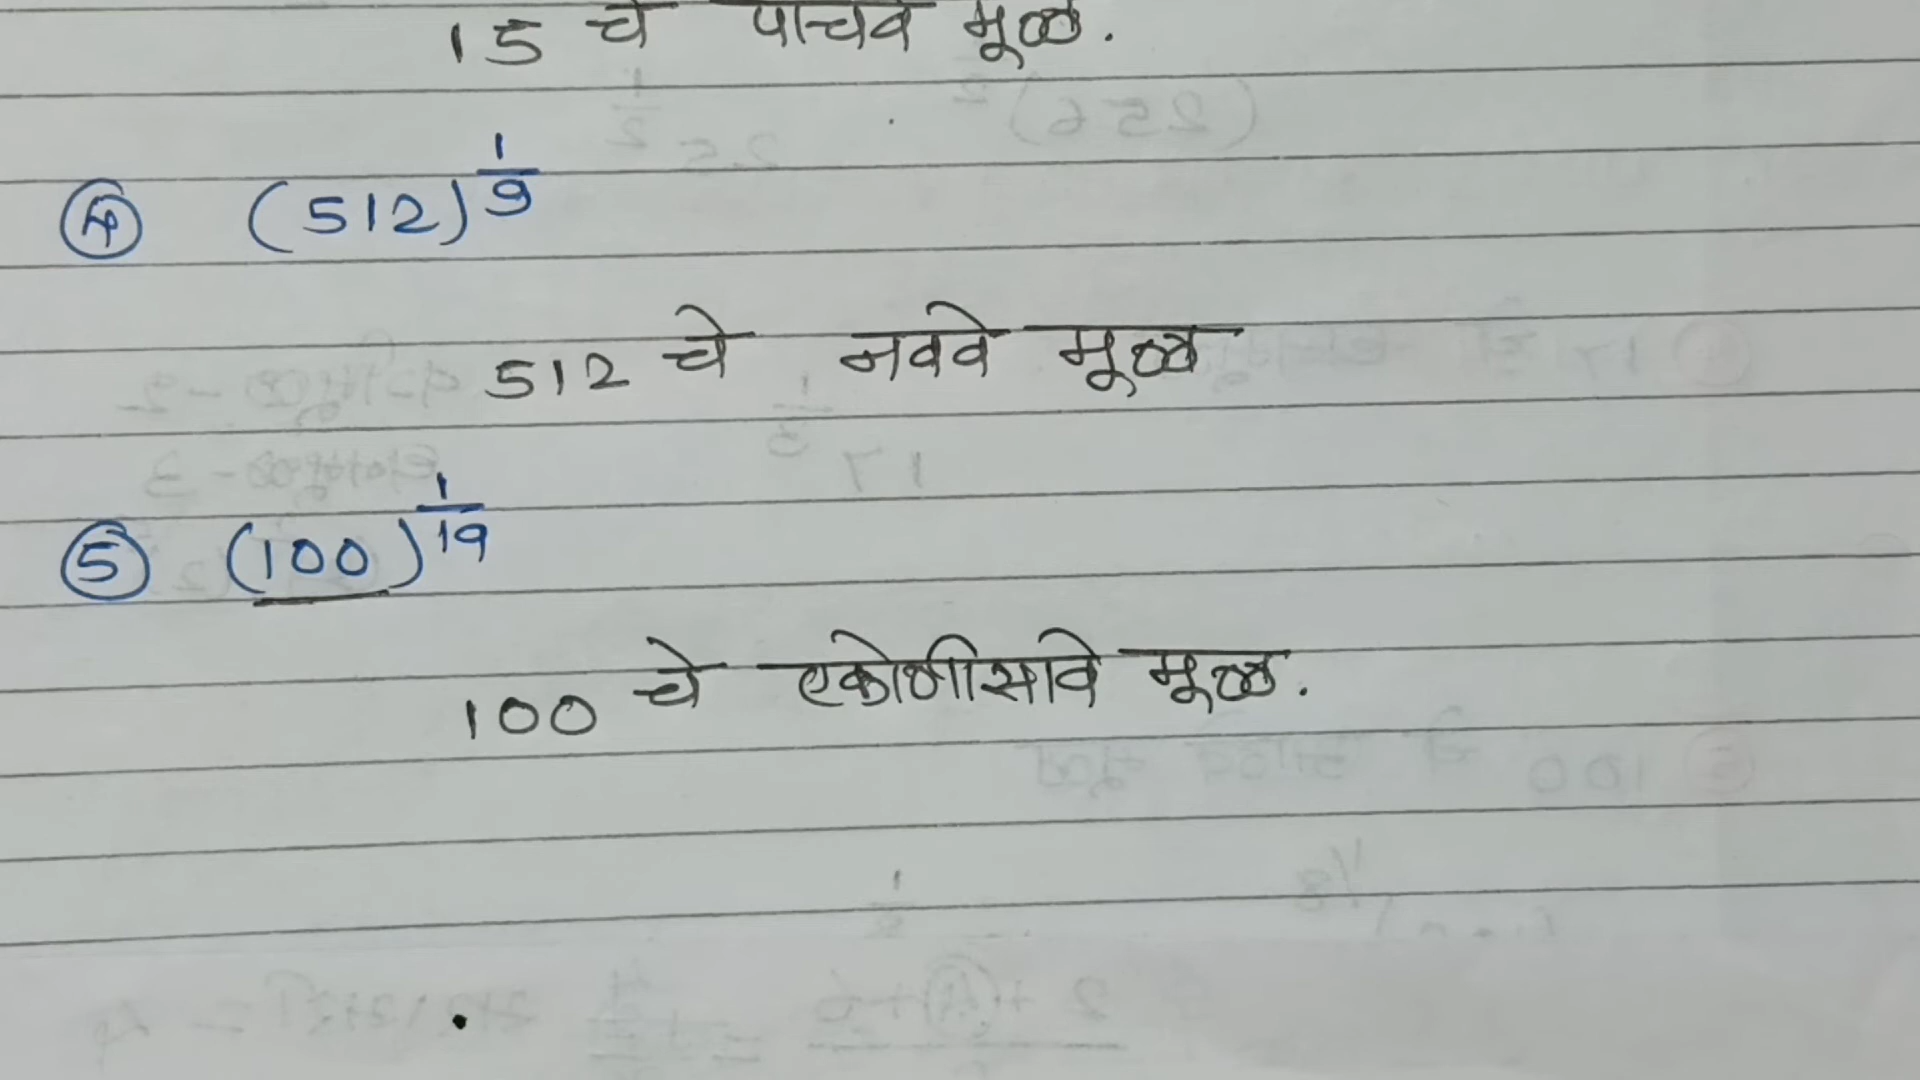 15 चे पाचवे मूळ.
④ (512)^(1/9)
512 चे नववे मूळ
⑤ (100)^(1/19)
100 चे एकोणीसावे मूळ.